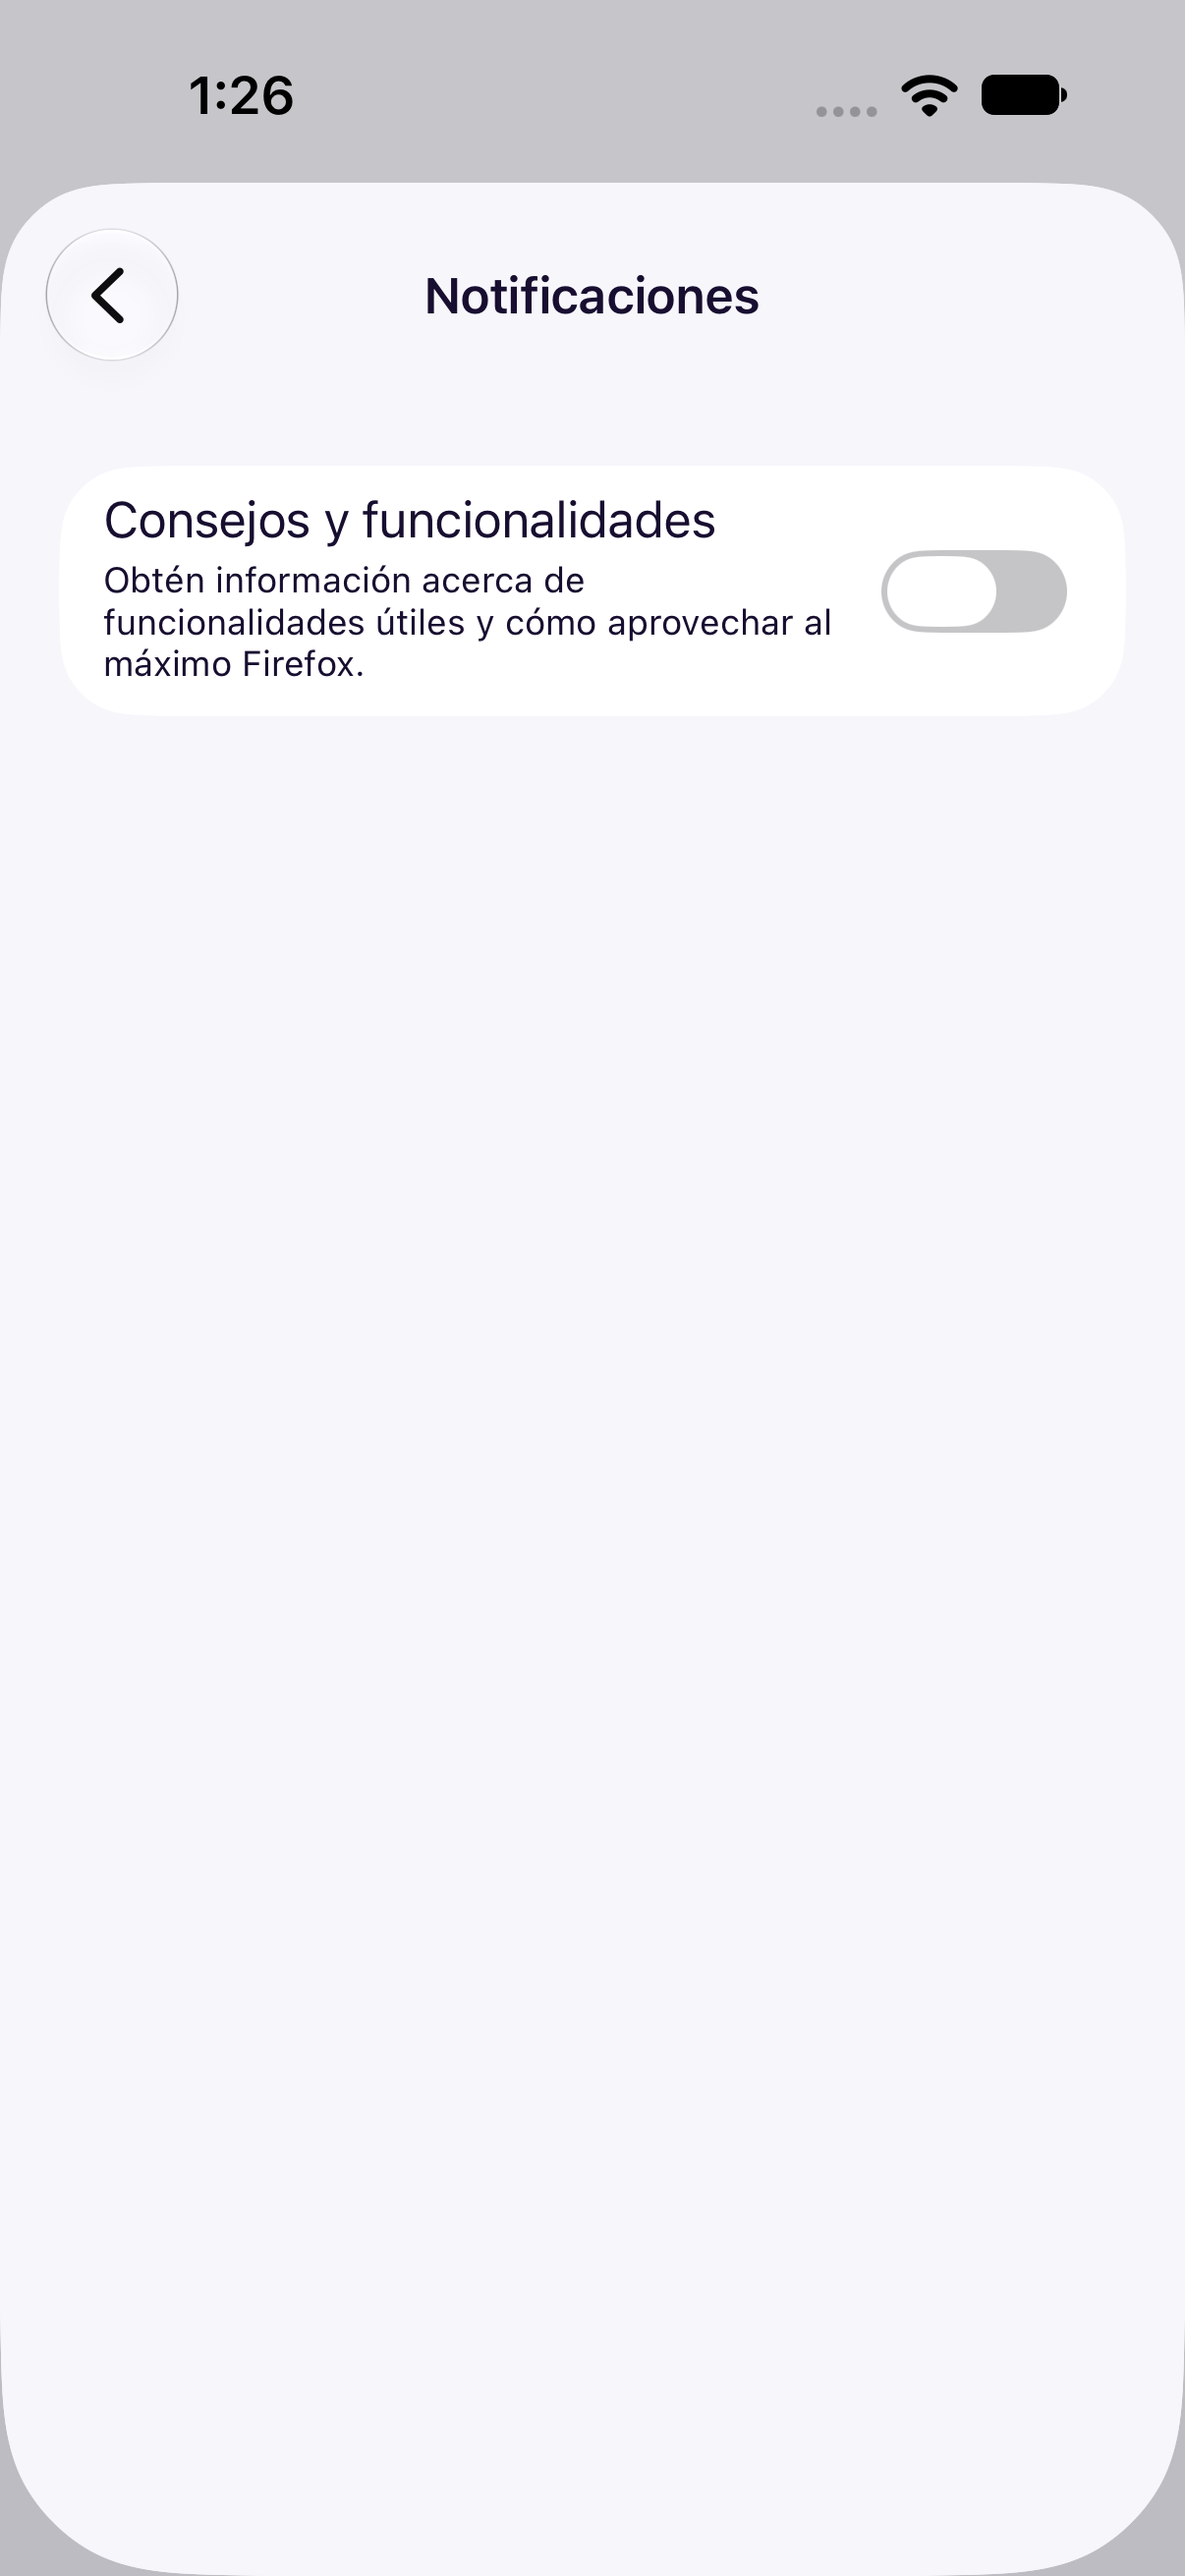 1:26
Notificaciones
Consejos y funcionalidades
Obtén información acerca de
funcionalidades útiles y cómo aprovechar al
máximo Firefox.